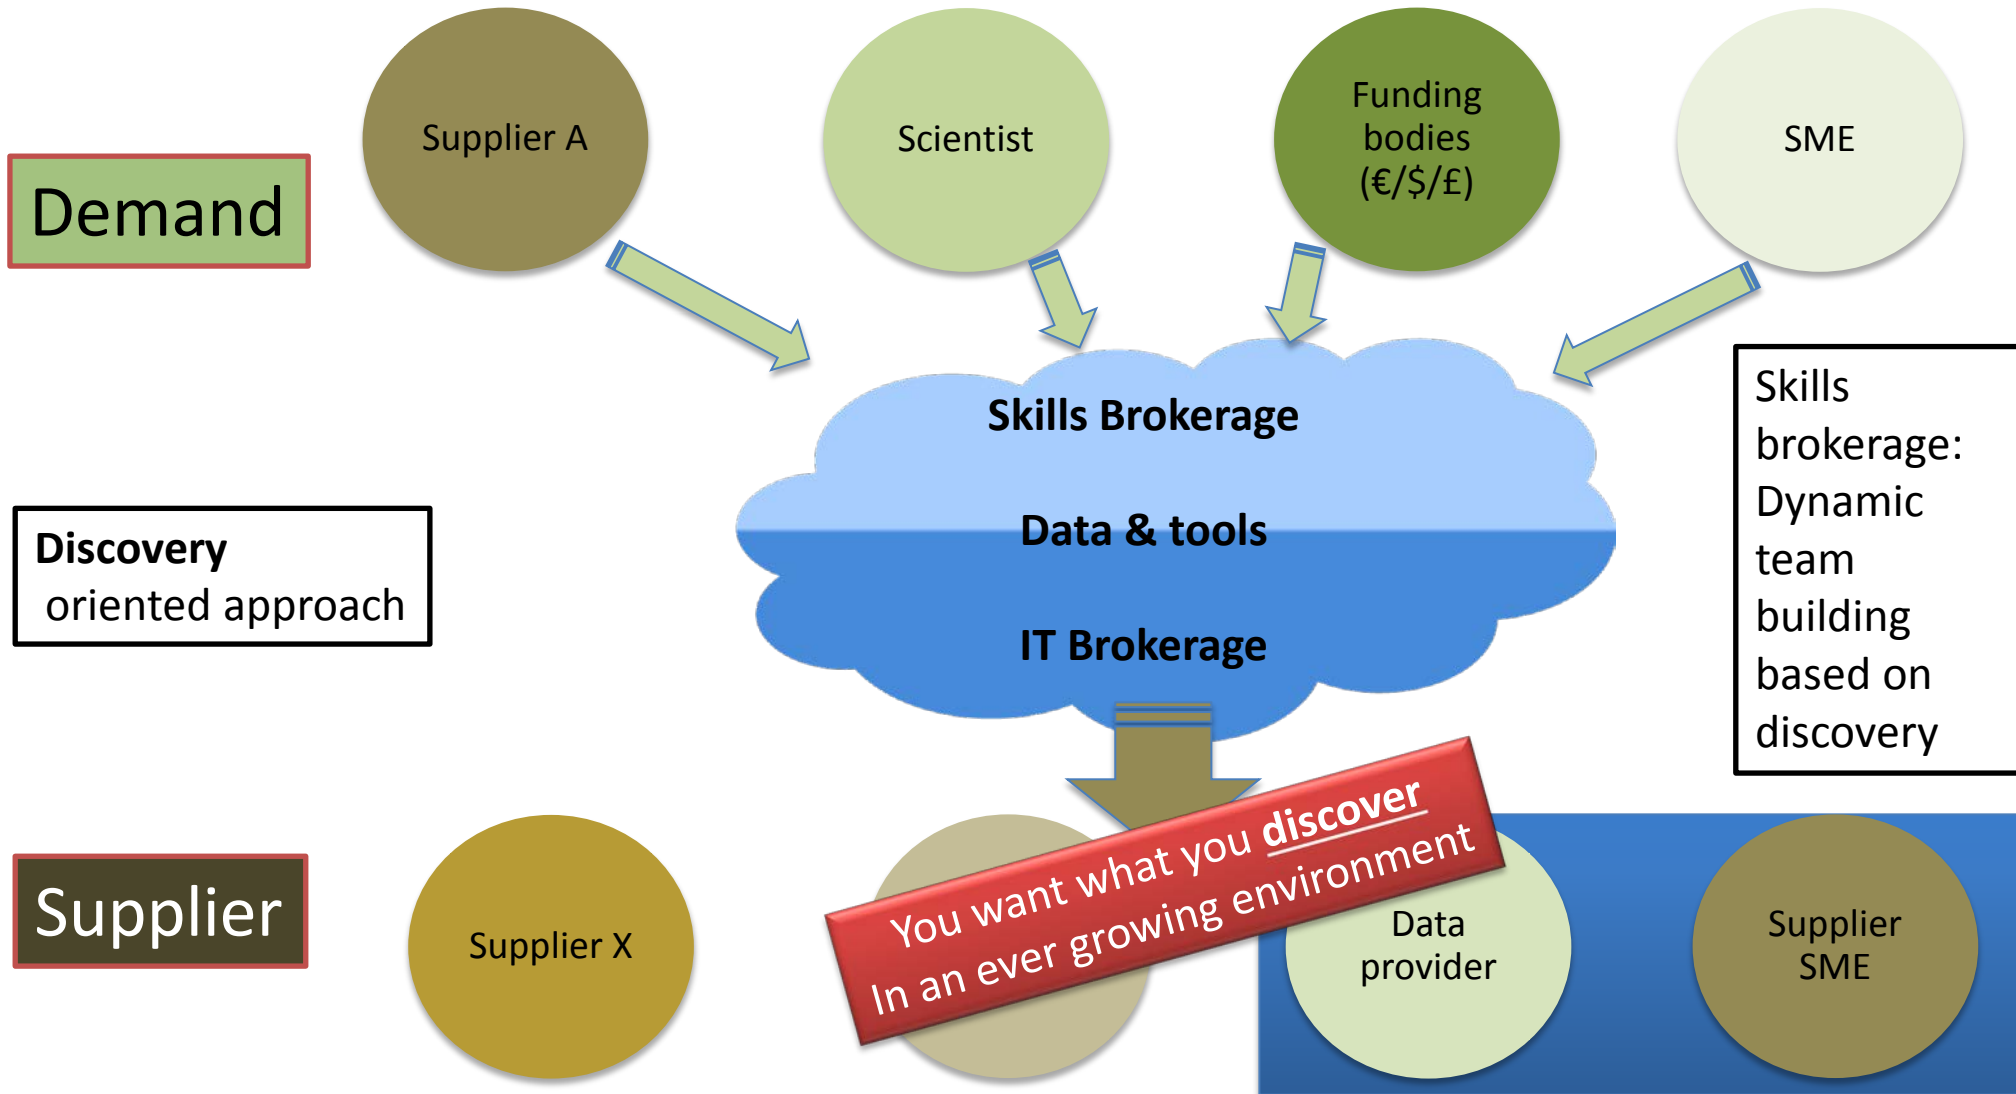 Supplier A
Scientist
Funding
bodies
(€/$/£)
SME
Demand
Skills Brokerage
Data & tools
IT Brokerage
Discovery
oriented approach
Skills
brokerage:
Dynamic
team
building
based on
discovery
You want what you discover
In an ever growing environment
Supplier
Supplier X
Data
provider
Supplier
SME